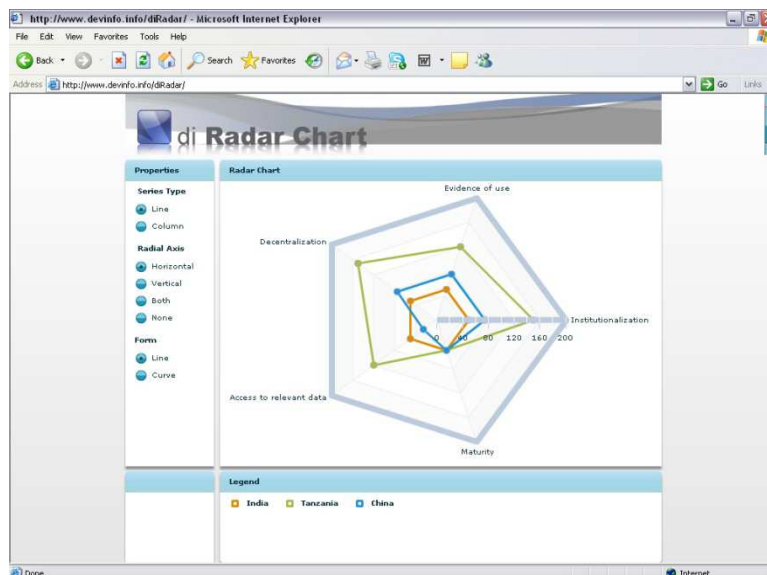 http://www.devinfo.info/diRadar/ - Microsoft Internet Explorer
File Edit View Favorites Tools Help
Back Search Favorites
Address http://www.devinfo.info/diRadar/ Go Links
di Radar Chart
Properties
Radar Chart
Series Type
Line
Column
Radial Axis
Horizontal
Vertical
Both
None
Form
Line
Curve
Evidence of use
Decentralization
Institutionalization
0 40 80 120 160 200
Access to relevant data
Maturity
Legend
India Tanzania China
Done Internet